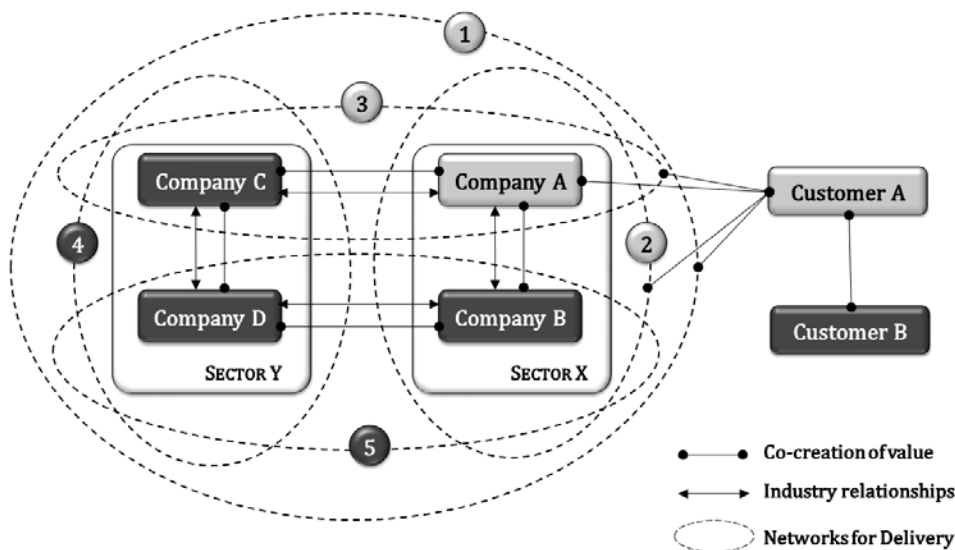 1
3
Company C
Company A
Customer A
4
2
Company D
Company B
Customer B
SECTOR Y
SECTOR X
5
Co-creation of value
Industry relationships
Networks for Delivery